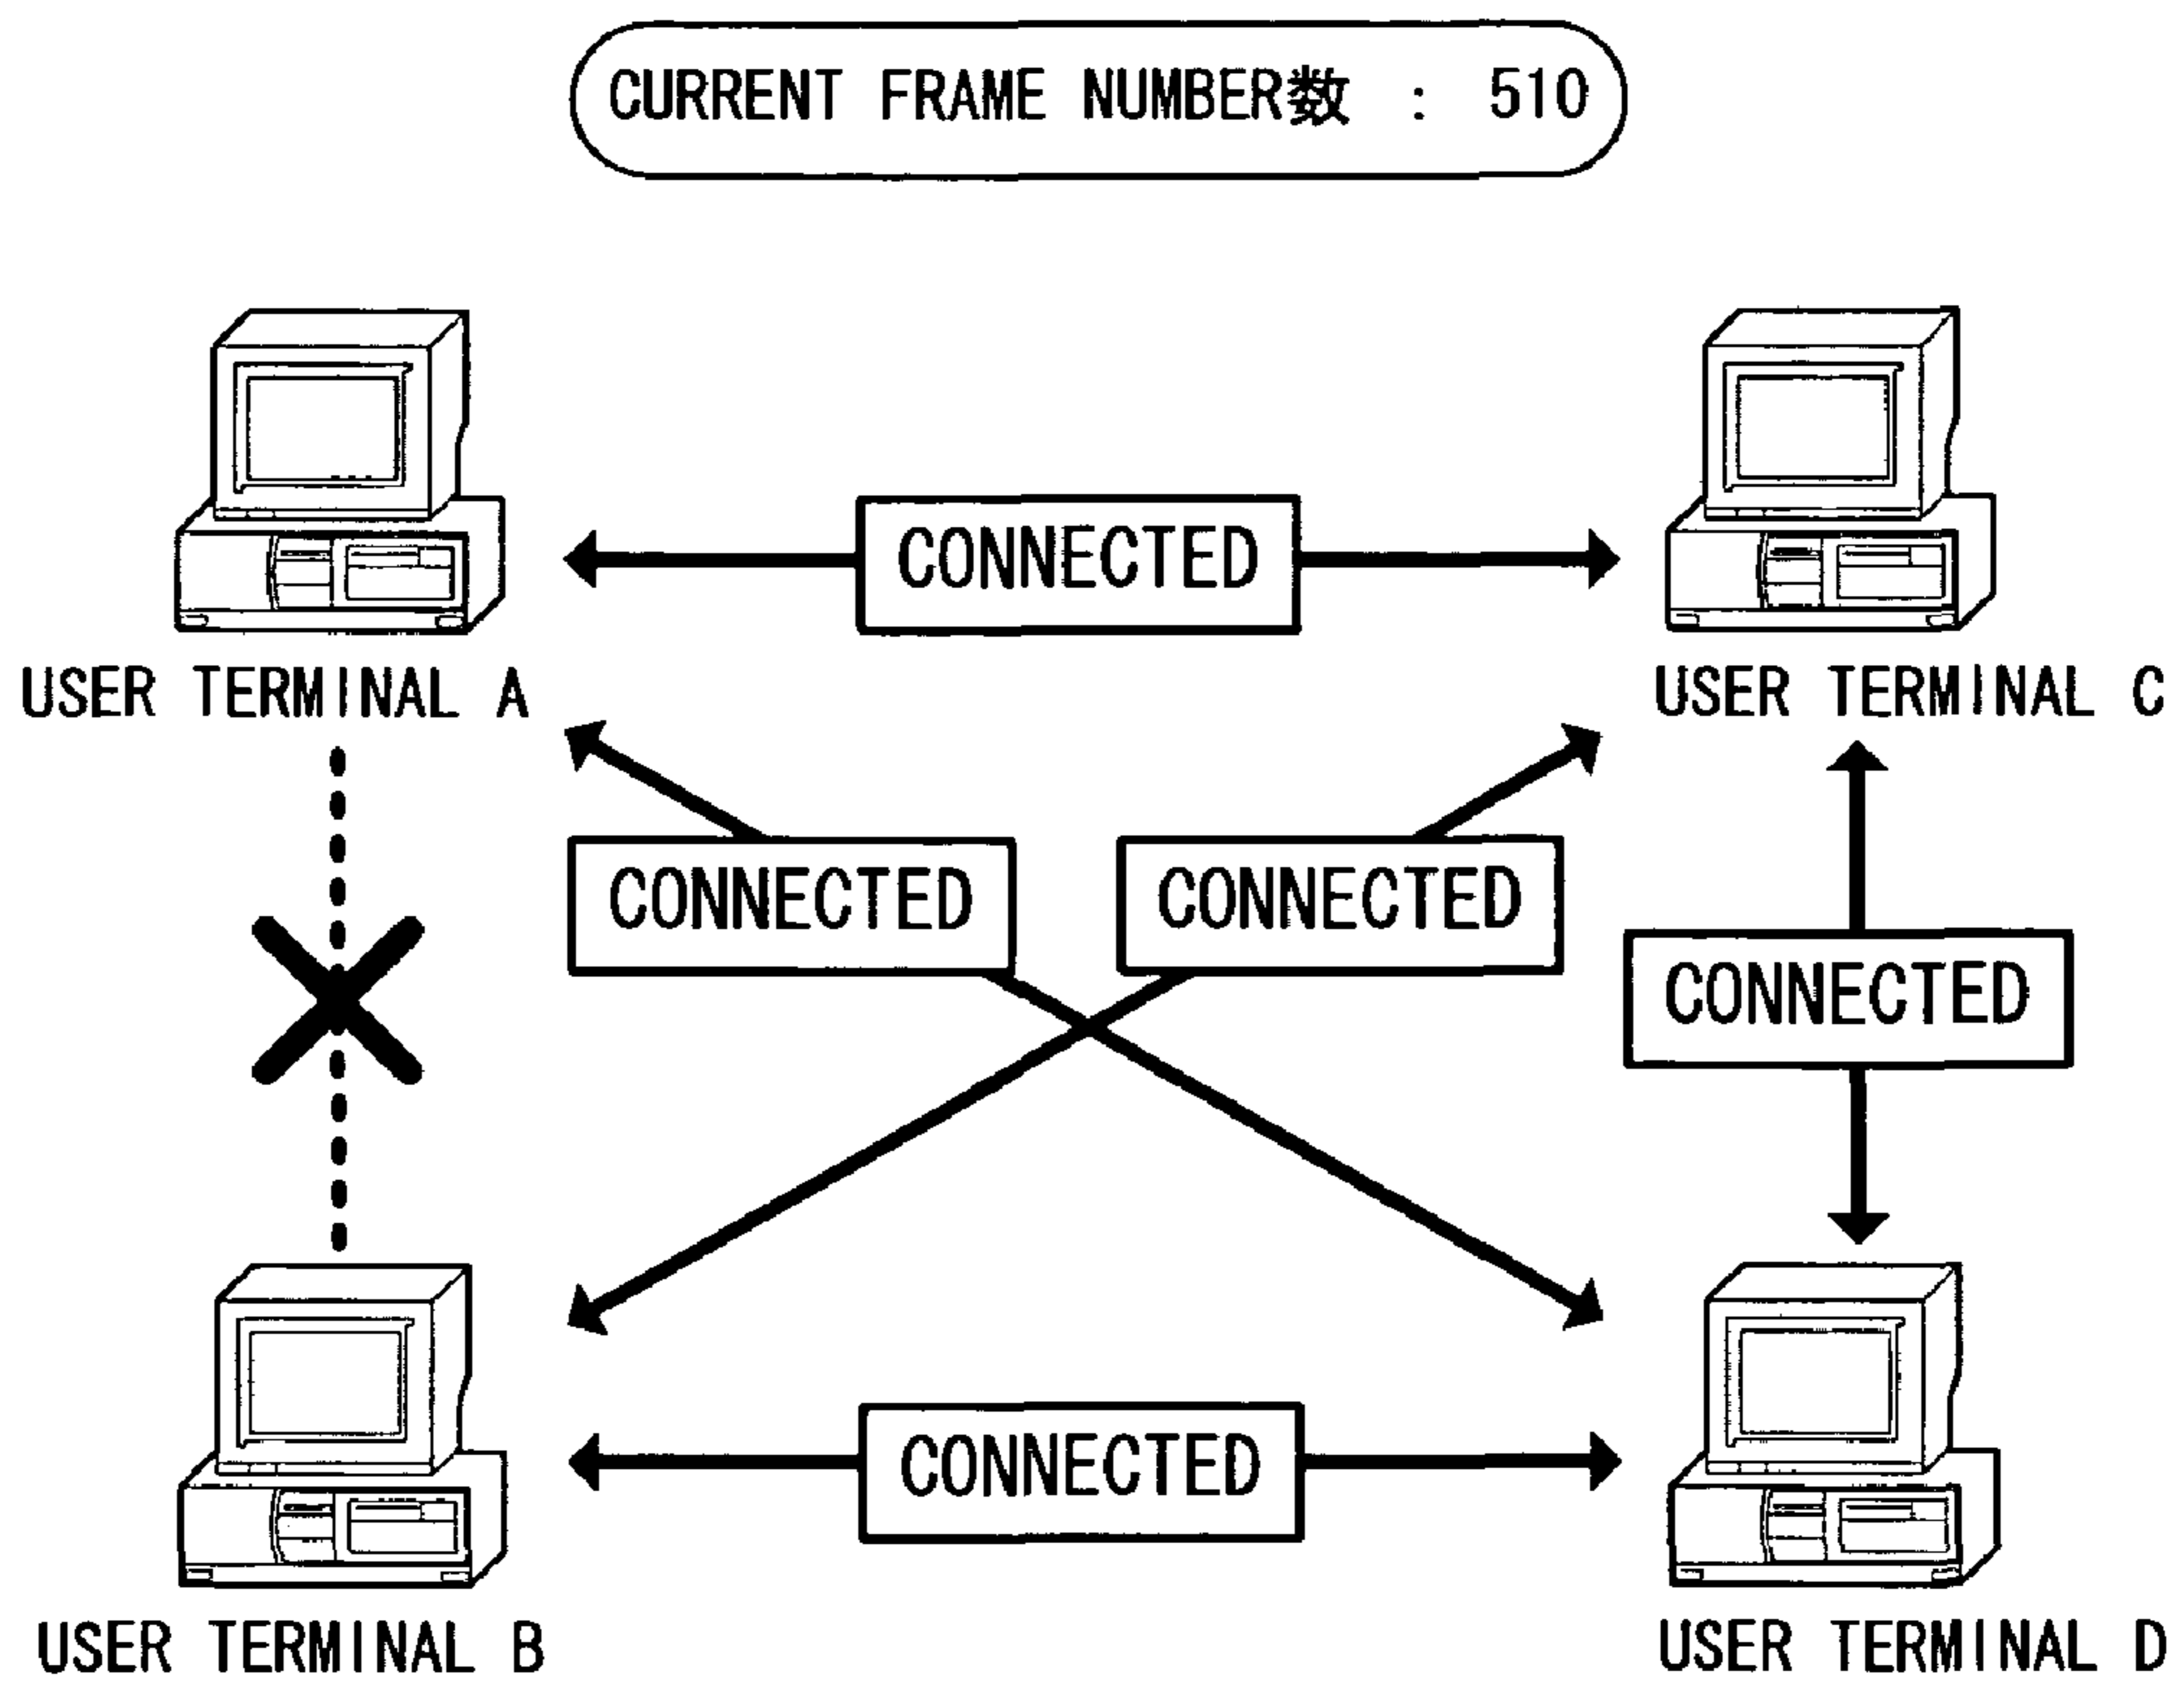 CURRENT FRAME NUMBER数 : 510
CONNECTED
USER TERMINAL A
USER TERMINAL C
CONNECTED
CONNECTED
CONNECTED
CONNECTED
USER TERMINAL B
USER TERMINAL D